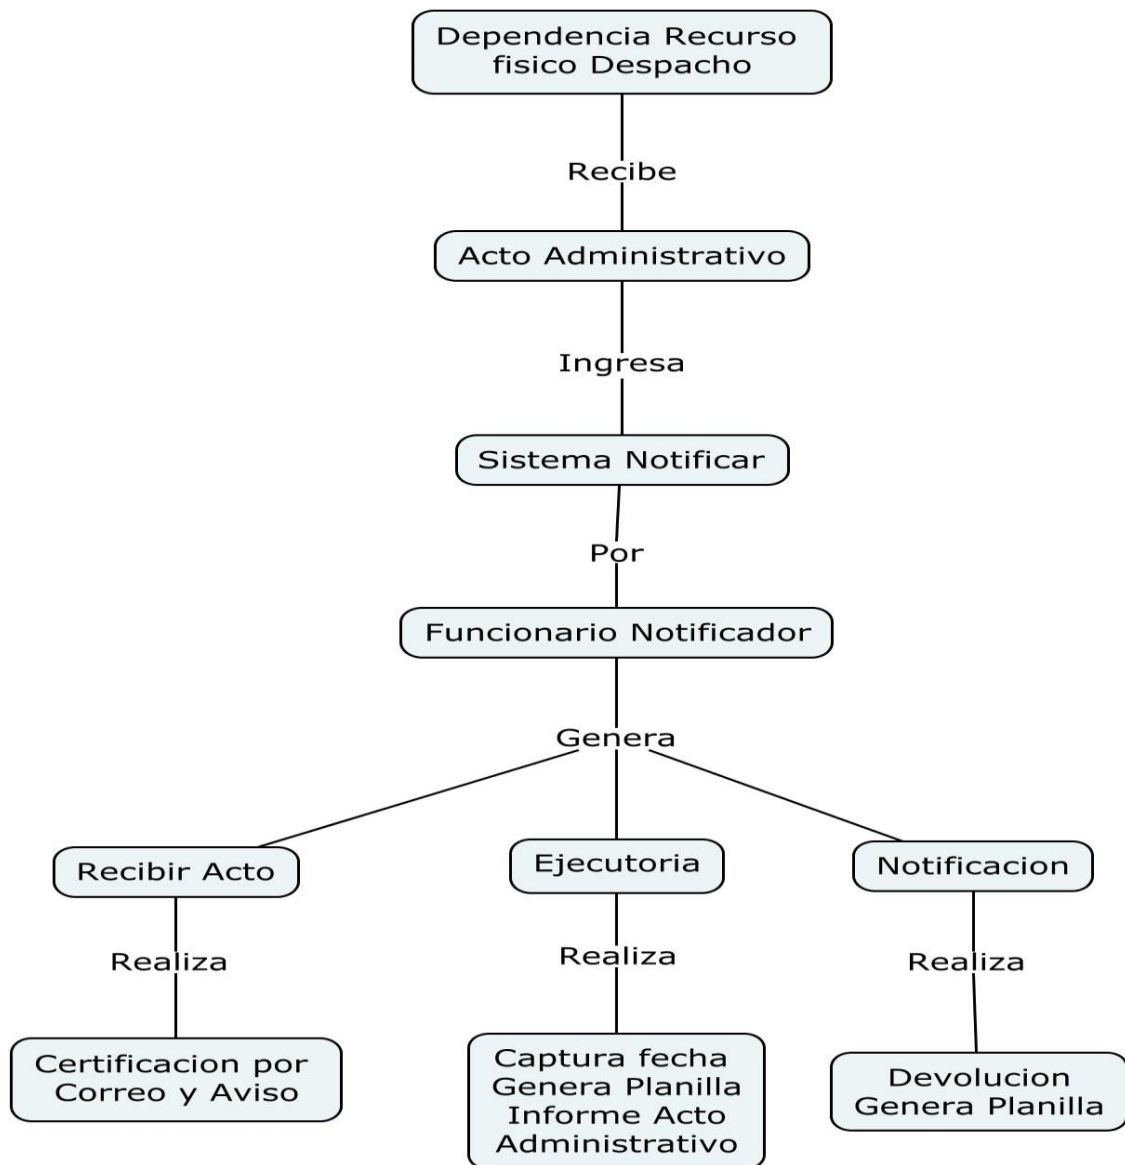 Dependencia Recurso
fisico Despacho
Recibe
Acto Administrativo
Ingresa
Sistema Notificar
Por
Funcionario Notificador
Genera
Recibir Acto
Ejecutoria
Notificacion
Realiza
Realiza
Realiza
Certificacion por
Correo y Aviso
Captura fecha
Genera Planilla
Informe Acto
Administrativo
Devolucion
Genera Planilla